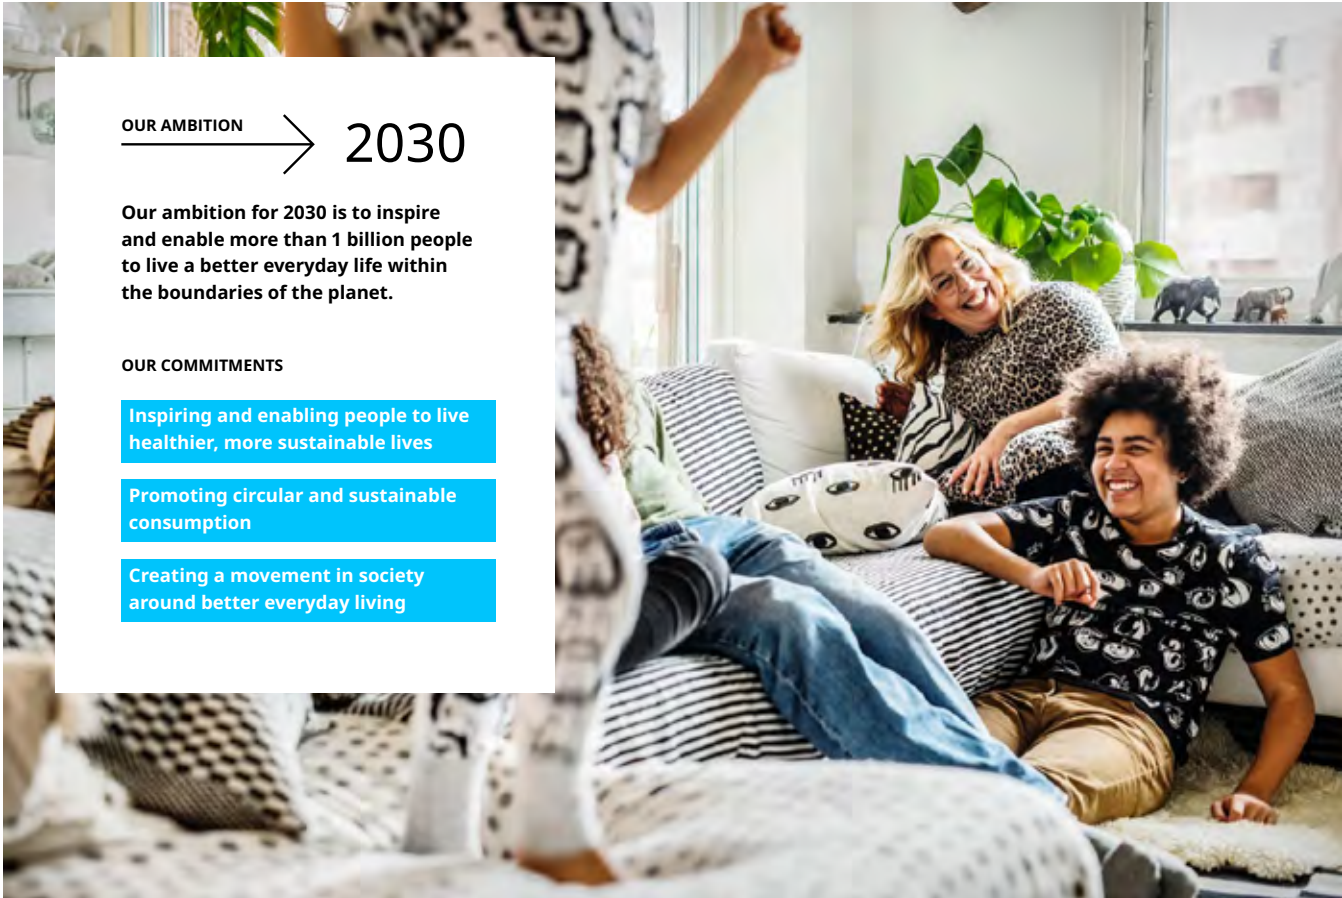 OUR AMBITION
2030
Our ambition for 2030 is to inspire
and enable more than 1 billion people
to live a better everyday life within
the boundaries of the planet.
OUR COMMITMENTS
Inspiring and enabling people to live
healthier, more sustainable lives
Promoting circular and sustainable
consumption
Creating a movement in society
around better everyday living